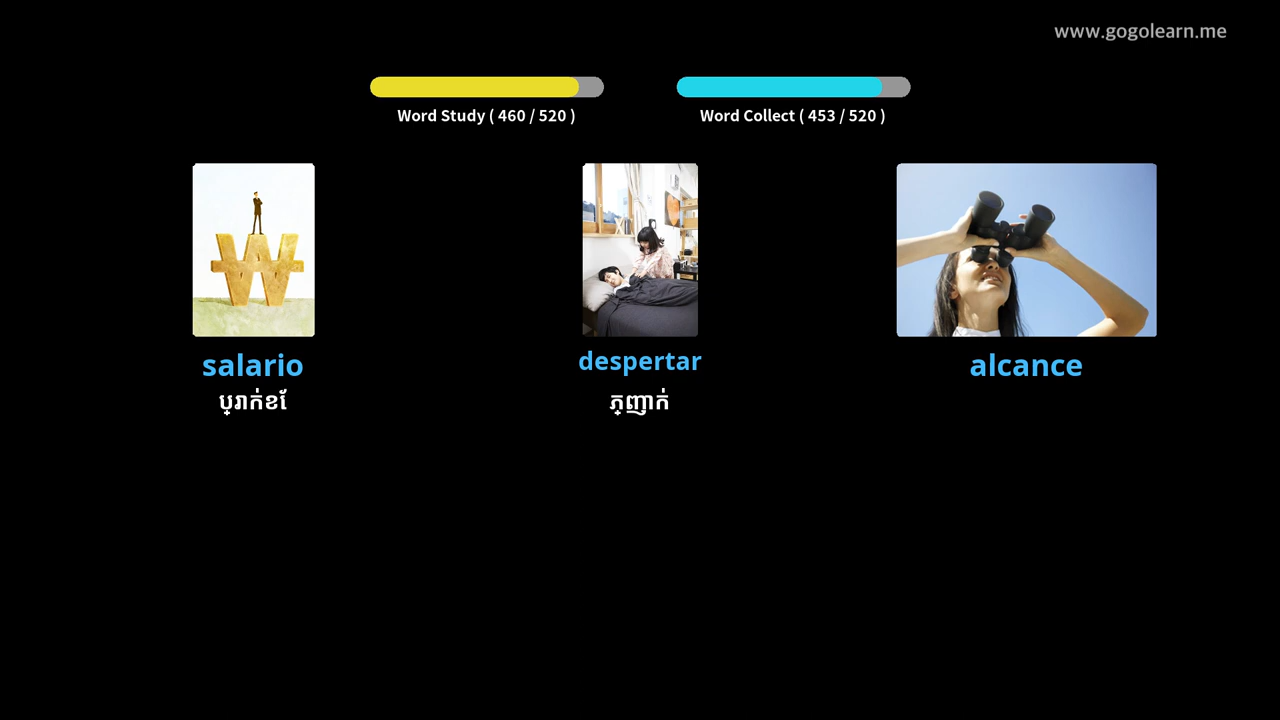 www.gogolearn.me
Word Study ( 460 / 520 )
Word Collect ( 453 / 520 )
salario
despertar
alcance
ប្រាក់ខែ
ភ្ញាក់